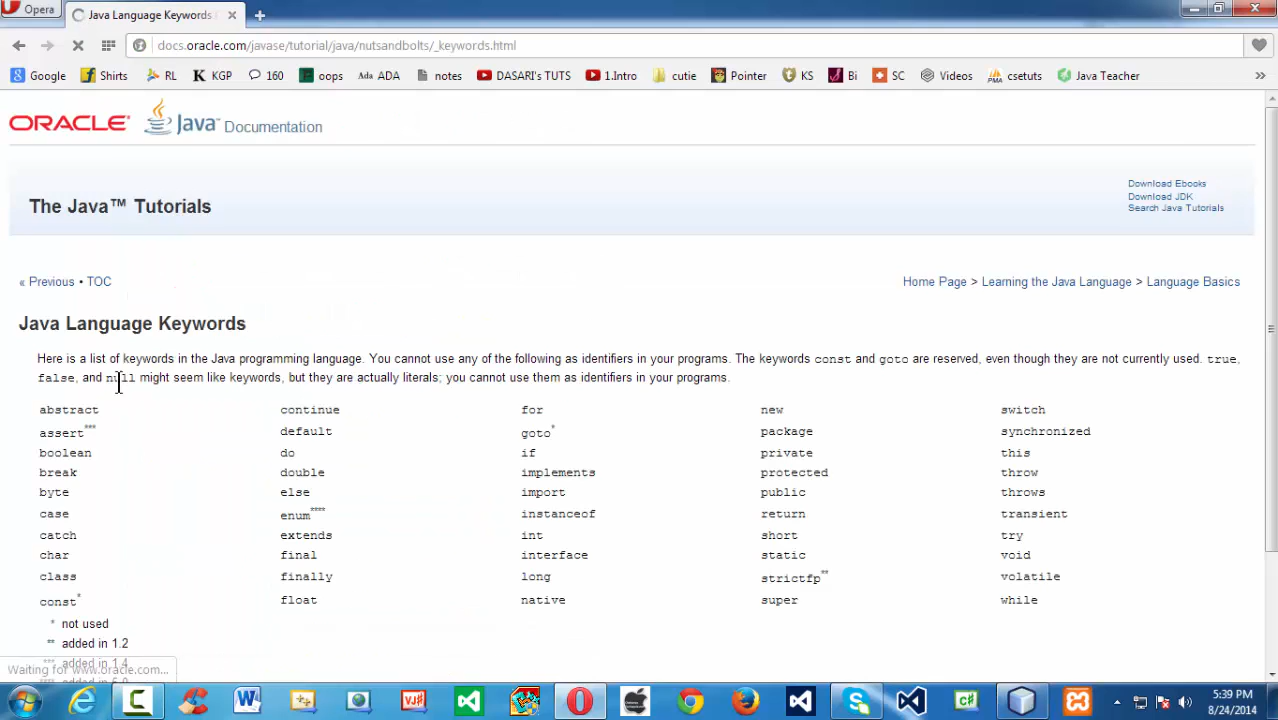 Opera
Java Language Keywords
docs.oracle.com/javase/tutorial/java/nutsandbolts/_keywords.html
Google Shirts RL KGP 160 oops Ada ADA notes DASARI's TUTS 1.Intro cutie Pointer KS Bi SC Videos PMA csetuts Java Teacher
ORACLE Java Documentation
Download Ebooks
Download JDK
Search Java Tutorials
The Java™ Tutorials
« Previous • TOC
Home Page > Learning the Java Language > Language Basics
Java Language Keywords
Here is a list of keywords in the Java programming language. You cannot use any of the following as identifiers in your programs. The keywords const and goto are reserved, even though they are not currently used. true,
false, and null might seem like keywords, but they are actually literals; you cannot use them as identifiers in your programs.
abstract continue for new switch
assert*** default goto* package synchronized
boolean do if private this
break double implements protected throw
byte else import public throws
case enum**** instanceof return transient
catch extends int short try
char final interface static void
class finally long strictfp** volatile
const* float native super while
* not used
** added in 1.2
*** added in 1.4
Waiting for www.oracle.com...
5:39 PM
8/24/2014